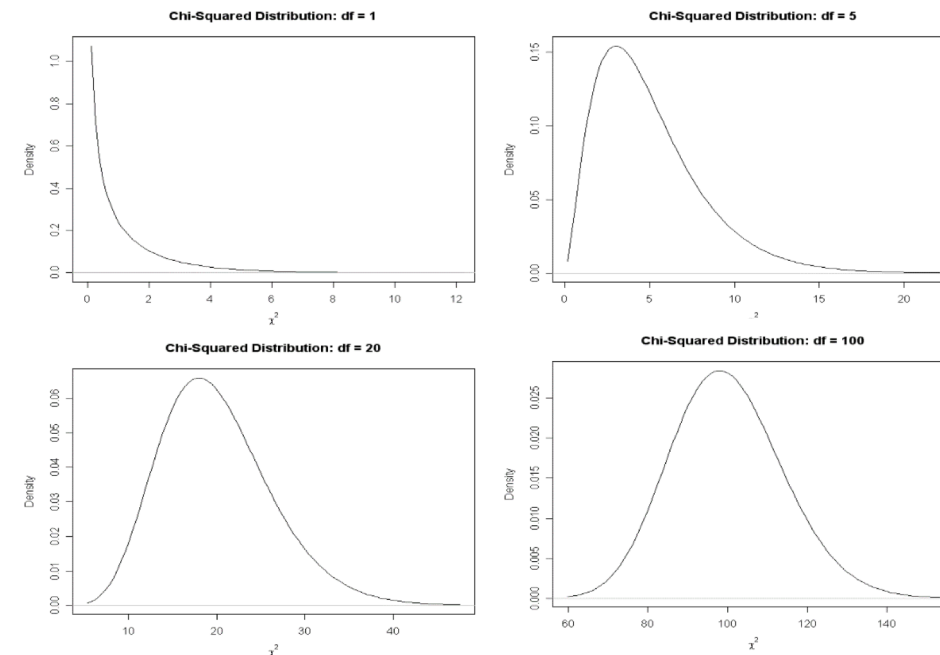 Chi-Squared Distribution: df = 1
Density
0.0 0.2 0.4 0.6 0.8 1.0
0 2 4 6 8 10 12
χ²
Chi-Squared Distribution: df = 5
Density
0.00 0.05 0.10 0.15
0 5 10 15 20
²
Chi-Squared Distribution: df = 20
Density
0.00 0.01 0.02 0.03 0.04 0.05 0.06
10 20 30 40
χ²
Chi-Squared Distribution: df = 100
Density
0.000 0.005 0.010 0.015 0.020 0.025
60 80 100 120 140
χ²